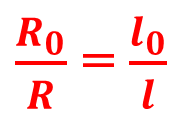 R₀/R = l₀/l